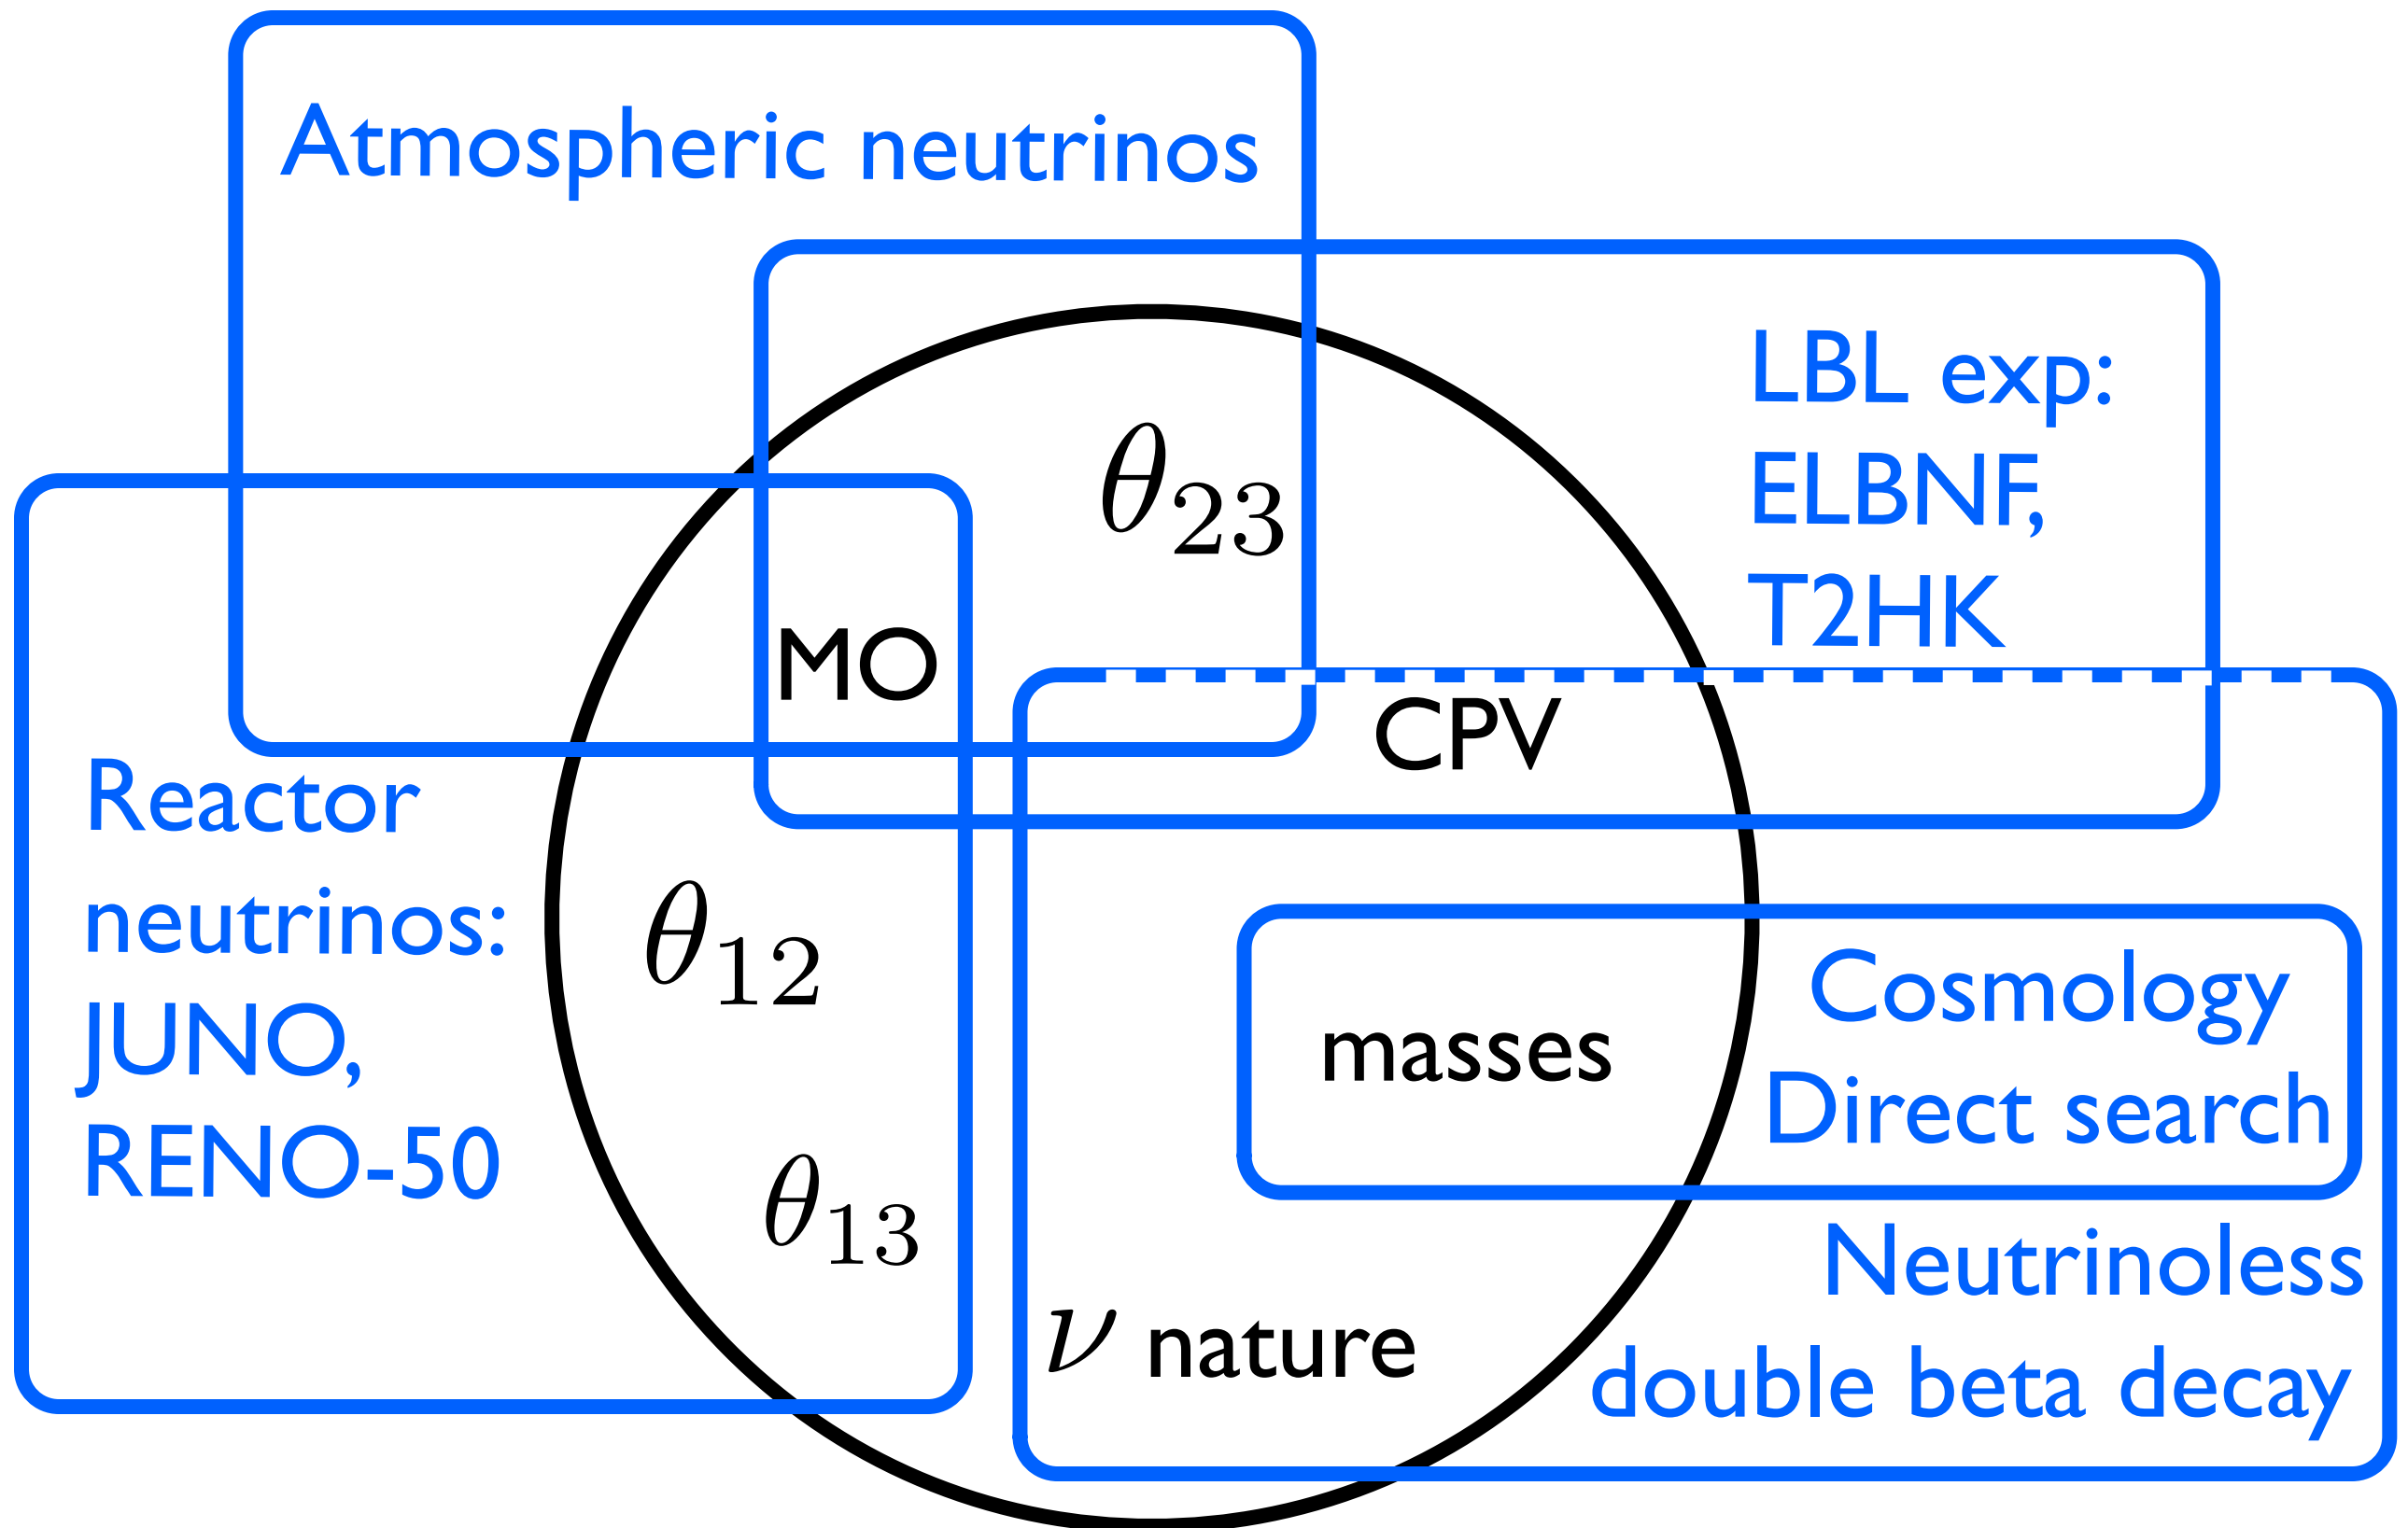 Atmospheric neutrinos
LBL exp:
ELBNF,
T2HK
θ₂₃
MO
CPV
Reactor
neutrinos:
JUNO,
RENO-50
θ₁₂
θ₁₃
masses
Cosmology
Direct search
ν nature
Neutrinoless
double beta decay